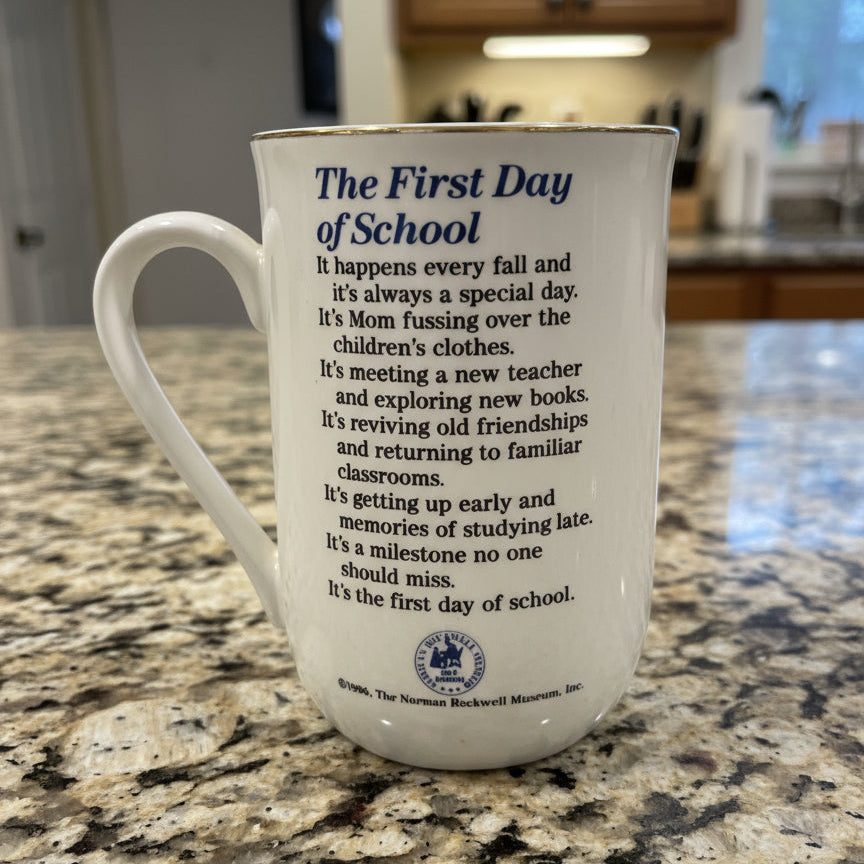 The First Day
of School
It happens every fall and
it's always a special day.
It's Mom fussing over the
children's clothes.
It's meeting a new teacher
and exploring new books.
It's reviving old friendships
and returning to familiar
classrooms.
It's getting up early and
memories of studying late.
It's a milestone no one
should miss.
It's the first day of school.
The Norman Rockwell Museum, Inc.